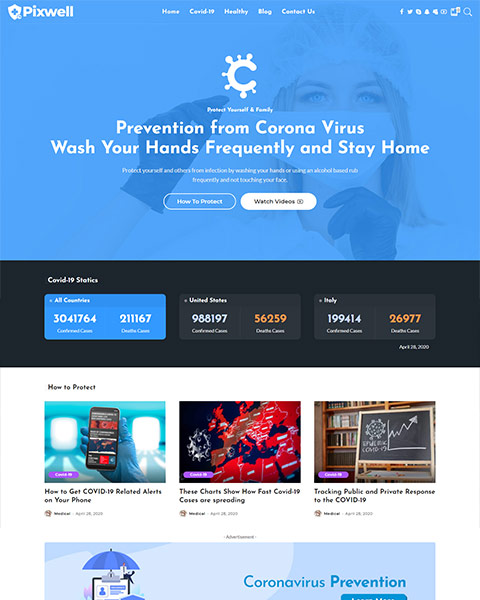 Pixwell
Home Covid-19 Healthy Blog Contact Us
Protect Yourself & Family
Prevention from Corona Virus
Wash Your Hands Frequently and Stay Home
Protect yourself and others from infection by washing your hands or using an alcohol based rub
frequently and not touching your face.
How To Protect
Watch Videos
Covid-19 Statics
All Countries
3041764 211167
Confirmed Cases Deaths Cases
United States
988197 56259
Confirmed Cases Deaths Cases
Italy
199414 26977
Confirmed Cases Deaths Cases
April 28, 2020
How to Protect
Covid-19
How to Get COVID-19 Related Alerts
on Your Phone
Medical - April 28, 2020
Covid-19
These Charts Show How Fast Covid-19
Cases are spreading
Medical - April 28, 2020
EPIDEMIC
COVID-19
Covid-19
Tracking Public and Private Response
to the COVID-19
Medical - April 28, 2020
- Advertisement -
Coronavirus Prevention